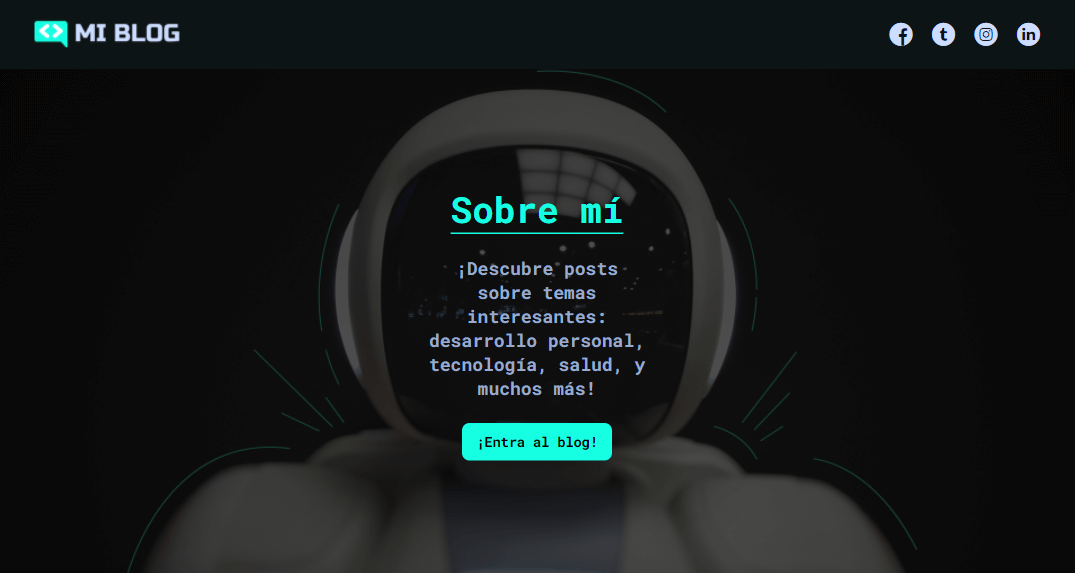 MI BLOG
Sobre mí
¡Descubre posts
sobre temas
interesantes:
desarrollo personal,
tecnología, salud, y
muchos más!
¡Entra al blog!